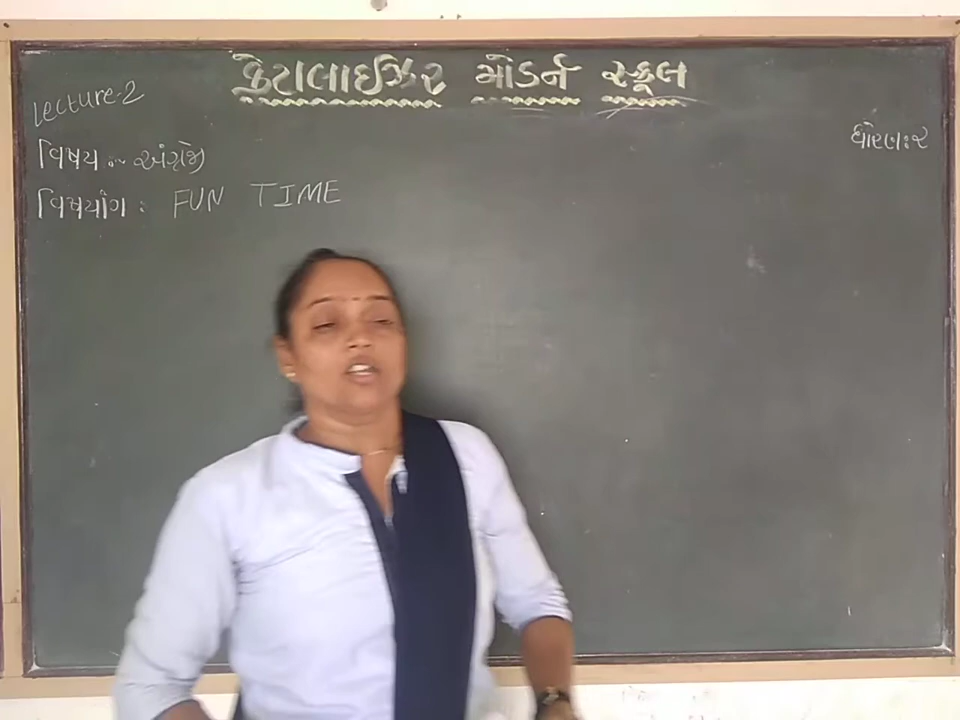 કેટાલાઈઝર મોડર્ન સ્કૂલ
Lecture-2
ધોરણ: ૨
વિષય :- અંગ્રેજી
વિષયાંગ : FUN TIME